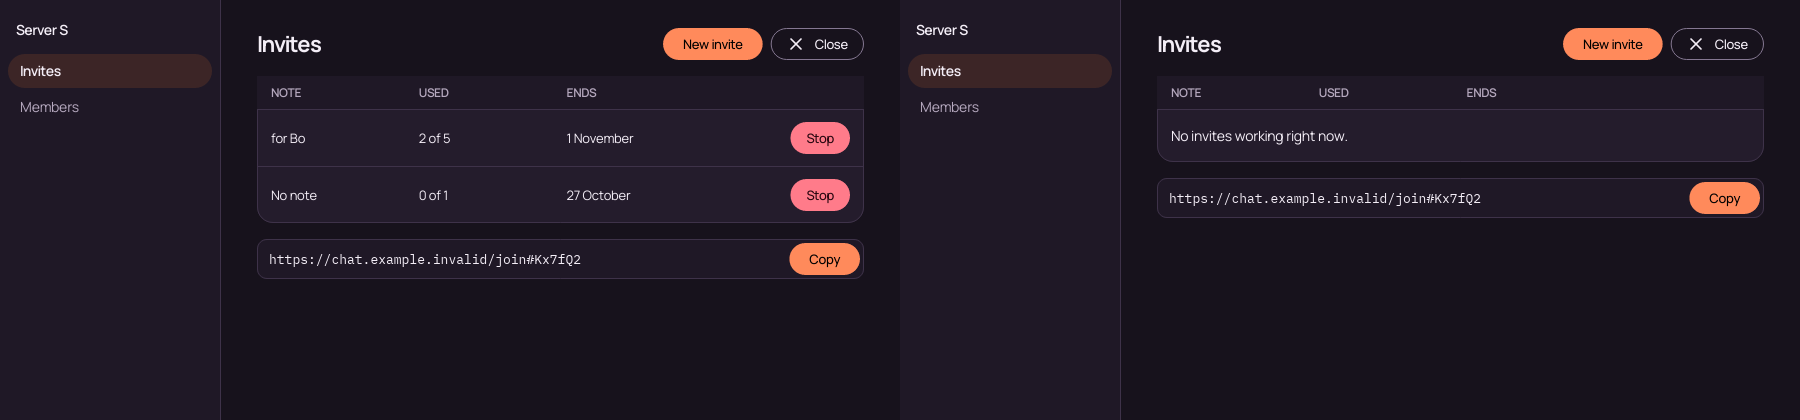 Server S
Invites
Members
Invites
New invite
Close
NOTE USED ENDS
for Bo 2 of 5 1 November Stop
No note 0 of 1 27 October Stop
https://chat.example.invalid/join#Kx7fQ2 Copy
Server S
Invites
Members
Invites
New invite
Close
NOTE USED ENDS
No invites working right now.
https://chat.example.invalid/join#Kx7fQ2 Copy